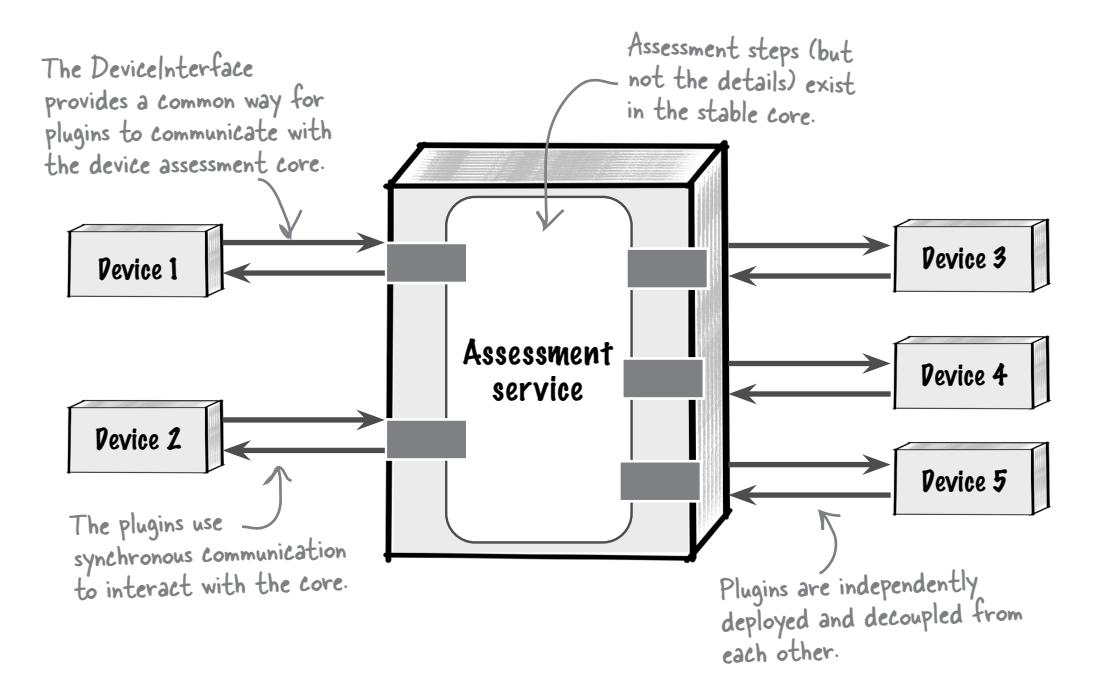 The DeviceInterface
provides a common way for
plugins to communicate with
the device assessment core.
Assessment steps (but
not the details) exist
in the stable core.
Device 1
Device 3
Assessment
service
Device 4
Device 2
Device 5
The plugins use
synchronous communication
to interact with the core.
Plugins are independently
deployed and decoupled from
each other.